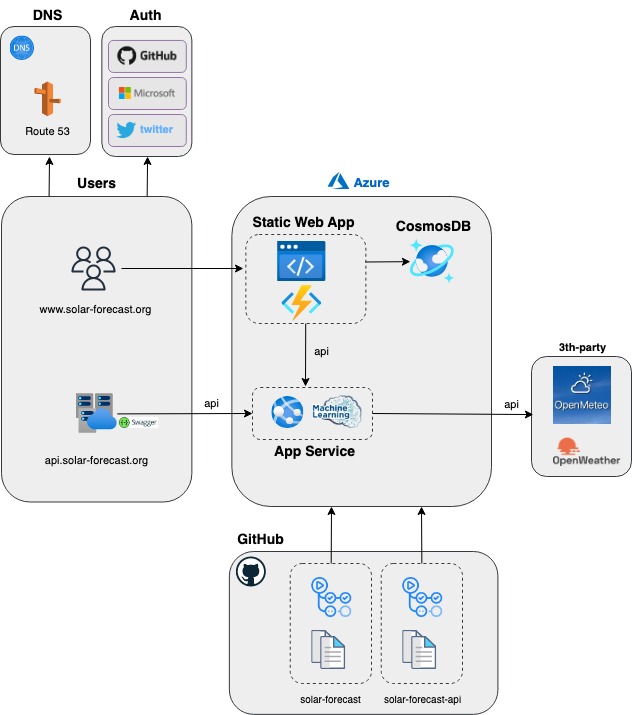 DNS
Auth
DNS
GitHub
Microsoft
twitter
Route 53
Users
Azure
Static Web App
CosmosDB
www.solar-forecast.org
api
3th-party
OpenMeteo
api
api
Machine
Learning
Swagger
App Service
OpenWeather
api.solar-forecast.org
GitHub
solar-forecast
solar-forecast-api